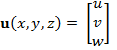 u(x,y,z) = [u
v
w]